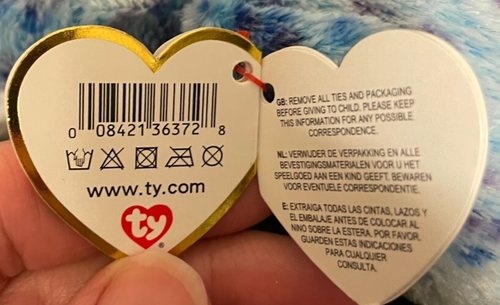 0 08421 36372 8
www.ty.com
ty®
GB: REMOVE ALL TIES AND PACKAGING
BEFORE GIVING TO CHILD. PLEASE KEEP
THIS INFORMATION FOR ANY POSSIBLE
CORRESPONDENCE.
NL: VERWIJDER DE VERPAKKING EN ALLE
BEVESTIGINGSMATERIALEN VOOR U HET
SPEELGOED AAN EEN KIND GEEFT. BEWAREN
VOOR EVENTUELE CORRESPONDENTIE.
E: EXTRAIGA TODAS LAS CINTAS, LAZOS Y
EL EMBALAJE ANTES DE COLOCAR AL
NINO SOBRE LA ESTERA. POR FAVOR,
GUARDEN ESTAS INDICACIONES
PARA CUALQUIER
CONSULTA.